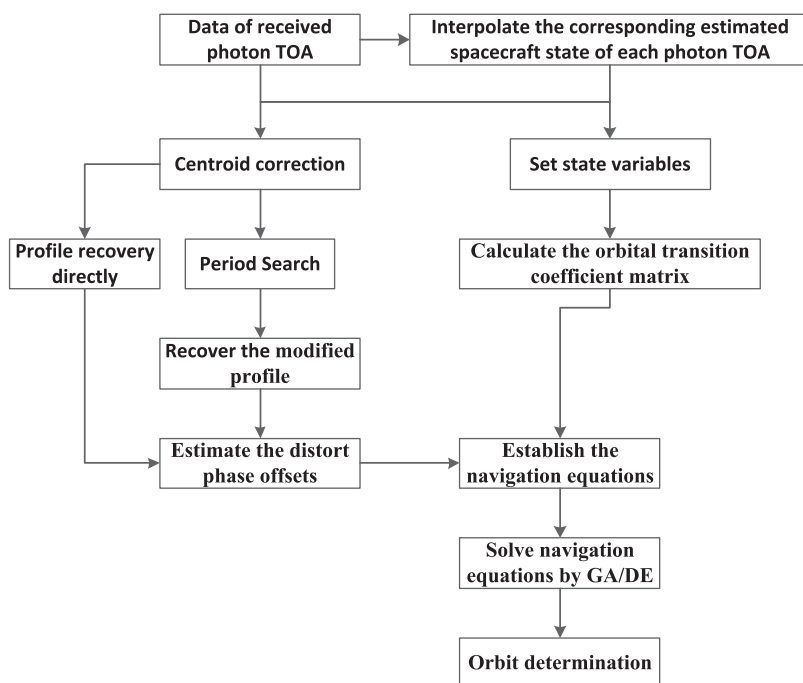 Data of received
photon TOA
Interpolate the corresponding estimated
spacecraft state of each photon TOA
Centroid correction
Set state variables
Profile recovery
directly
Period Search
Calculate the orbital transition
coefficient matrix
Recover the modified
profile
Estimate the distort
phase offsets
Establish the
navigation equations
Solve navigation
equations by GA/DE
Orbit determination